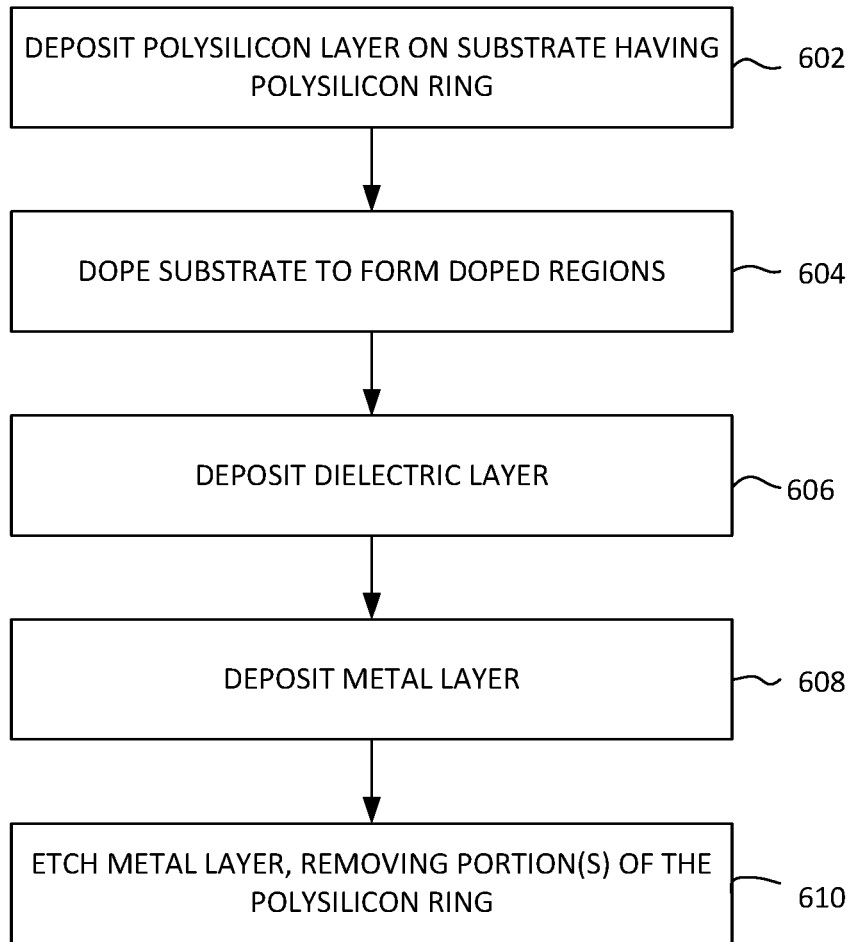 DEPOSIT POLYSILICON LAYER ON SUBSTRATE HAVING
POLYSILICON RING
602
DOPE SUBSTRATE TO FORM DOPED REGIONS
604
DEPOSIT DIELECTRIC LAYER
606
DEPOSIT METAL LAYER
608
ETCH METAL LAYER, REMOVING PORTION(S) OF THE
POLYSILICON RING
610